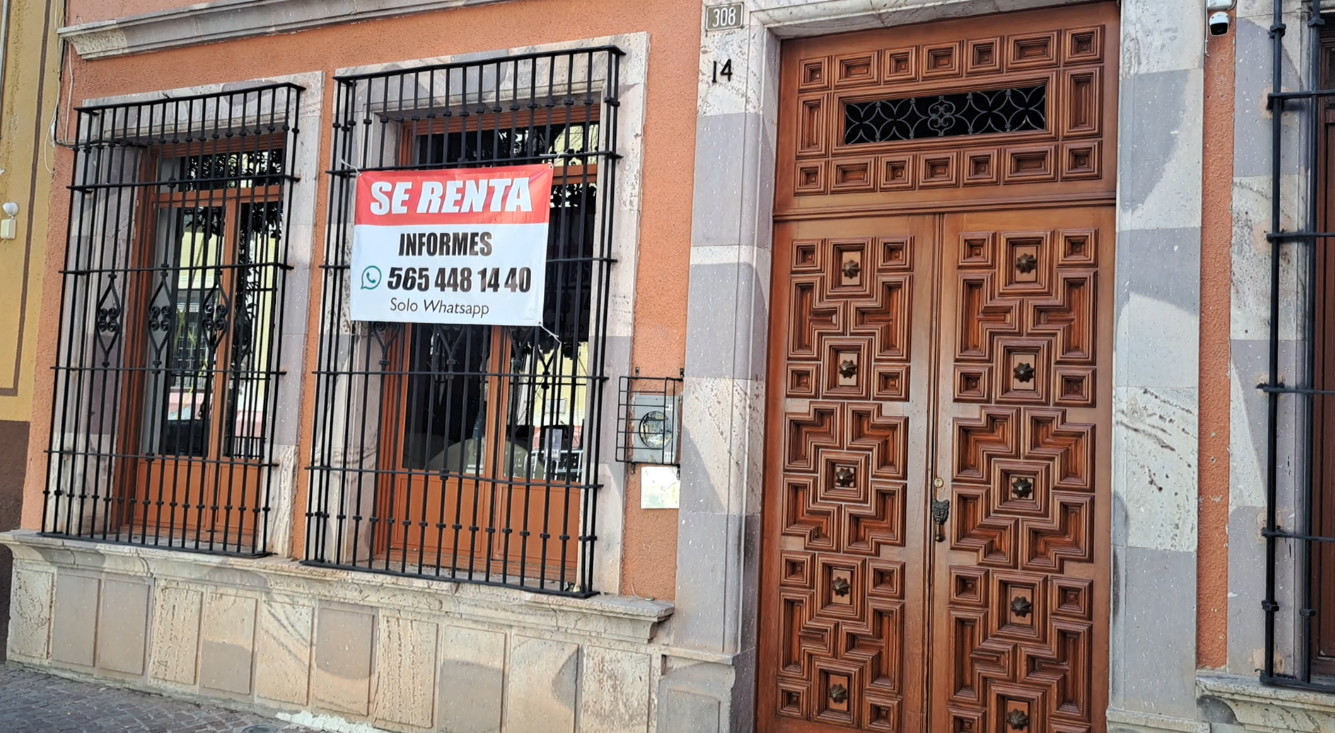 308
14
SE RENTA
INFORMES
565 448 14 40
Solo Whatsapp